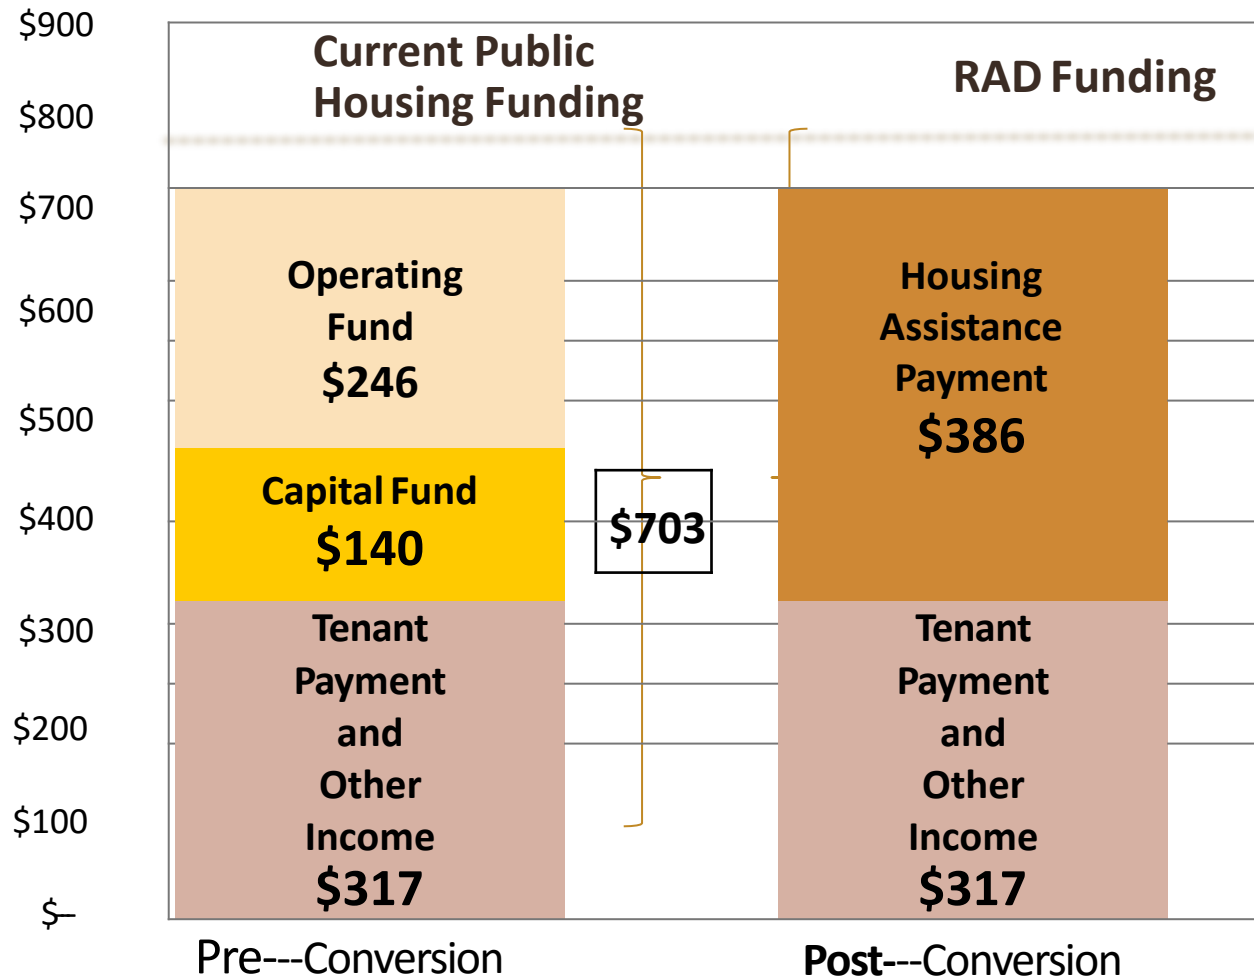 $900
$800
$700
$600
$500
$400
$300
$200
$100
$–
Current Public
Housing Funding
RAD Funding
Operating
Fund
$246
Capital Fund
$140
Tenant
Payment
and
Other
Income
$317
$703
Housing
Assistance
Payment
$386
Tenant
Payment
and
Other
Income
$317
Pre---Conversion
Post---Conversion